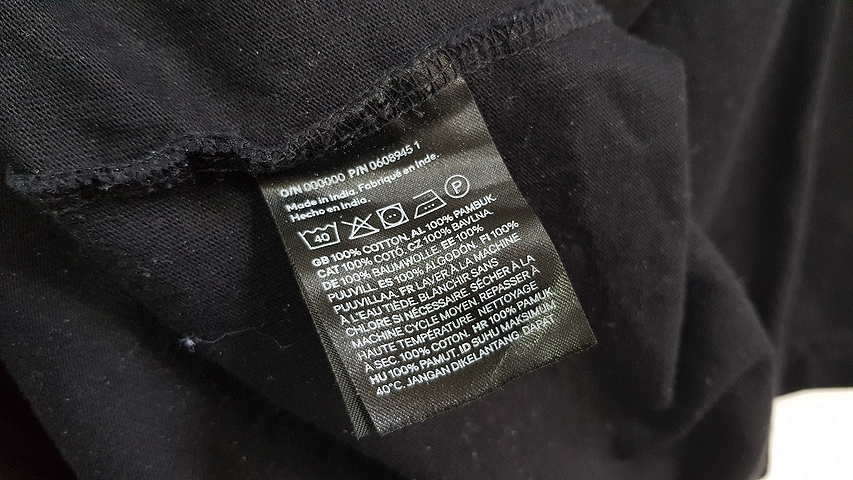 O/N 000000 P/N 0608945 1
Made in India. Fabriqué en Inde.
Hecho en India.
40 P
GB 100% COTTON. AL 100% PAMBUK.
CAT 100% COTÓ. CZ 100% BAVLNA.
DE 100% BAUMWOLLE. EE 100%
PUUVILL. ES 100% ALGODÓN. FI 100%
PUUVILLAA. FR LAVER À LA MACHINE
À L'EAU TIÈDE. BLANCHIR SANS
CHLORE SI NÉCESSAIRE. SÉCHER À LA
MACHINE CYCLE MOYEN. REPASSER À
HAUTE TEMPÉRATURE. NETTOYAGE
À SEC. 100% COTON. HR 100% PAMUK.
HU 100% PAMUT. ID SUHU MAKSIMUM
40°C. JANGAN DIKELANTANG. DAPAT